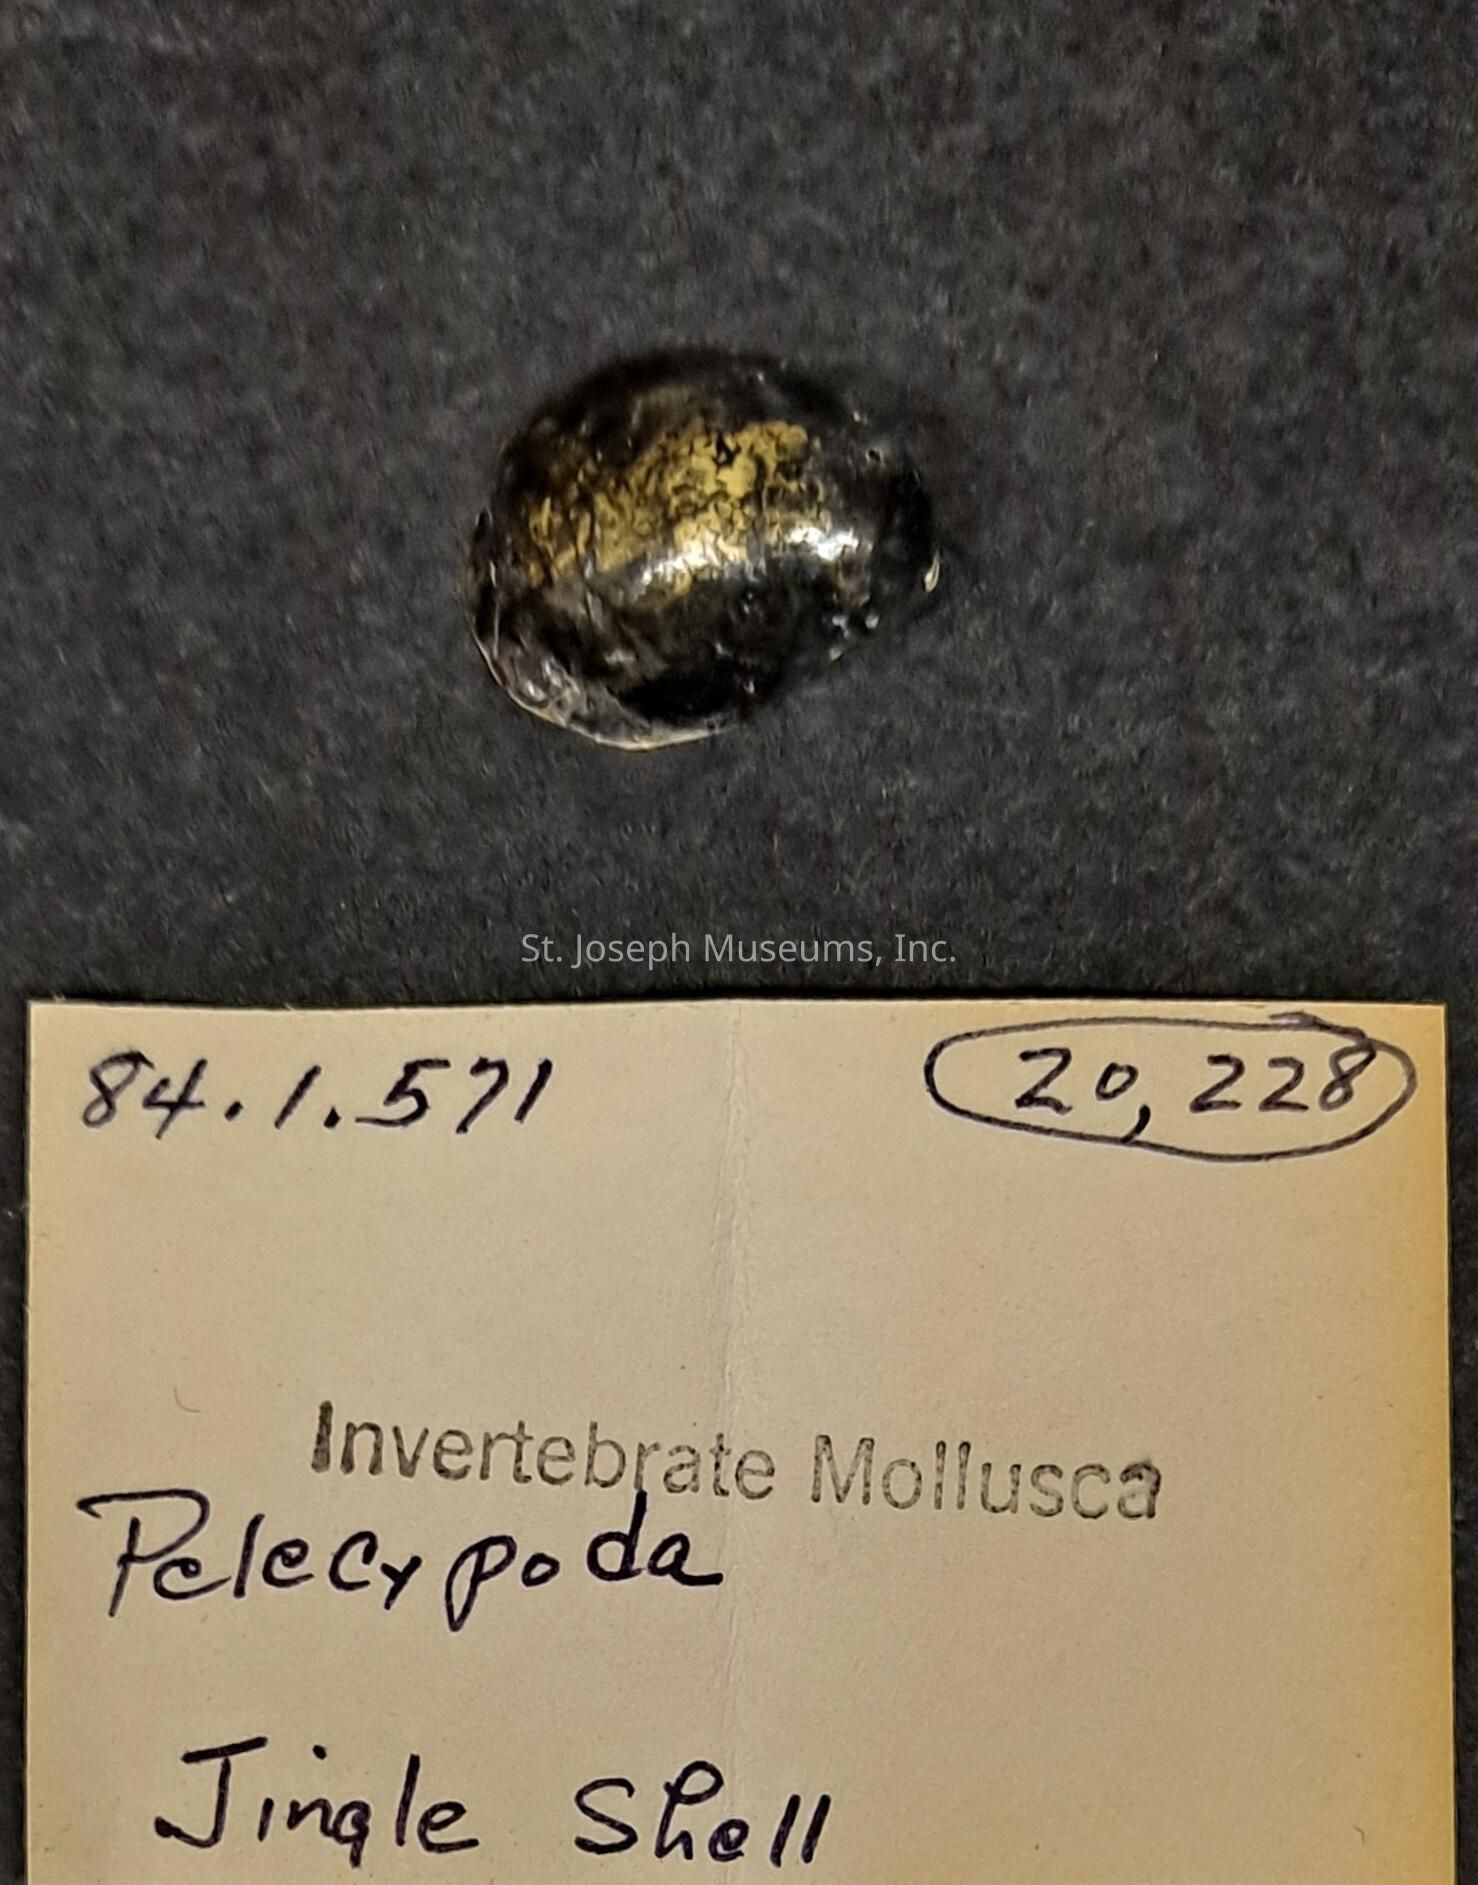 St. Joseph Museums, Inc.
84.1.571 20,228
Invertebrate Mollusca
Pelecypoda
Jingle Shell